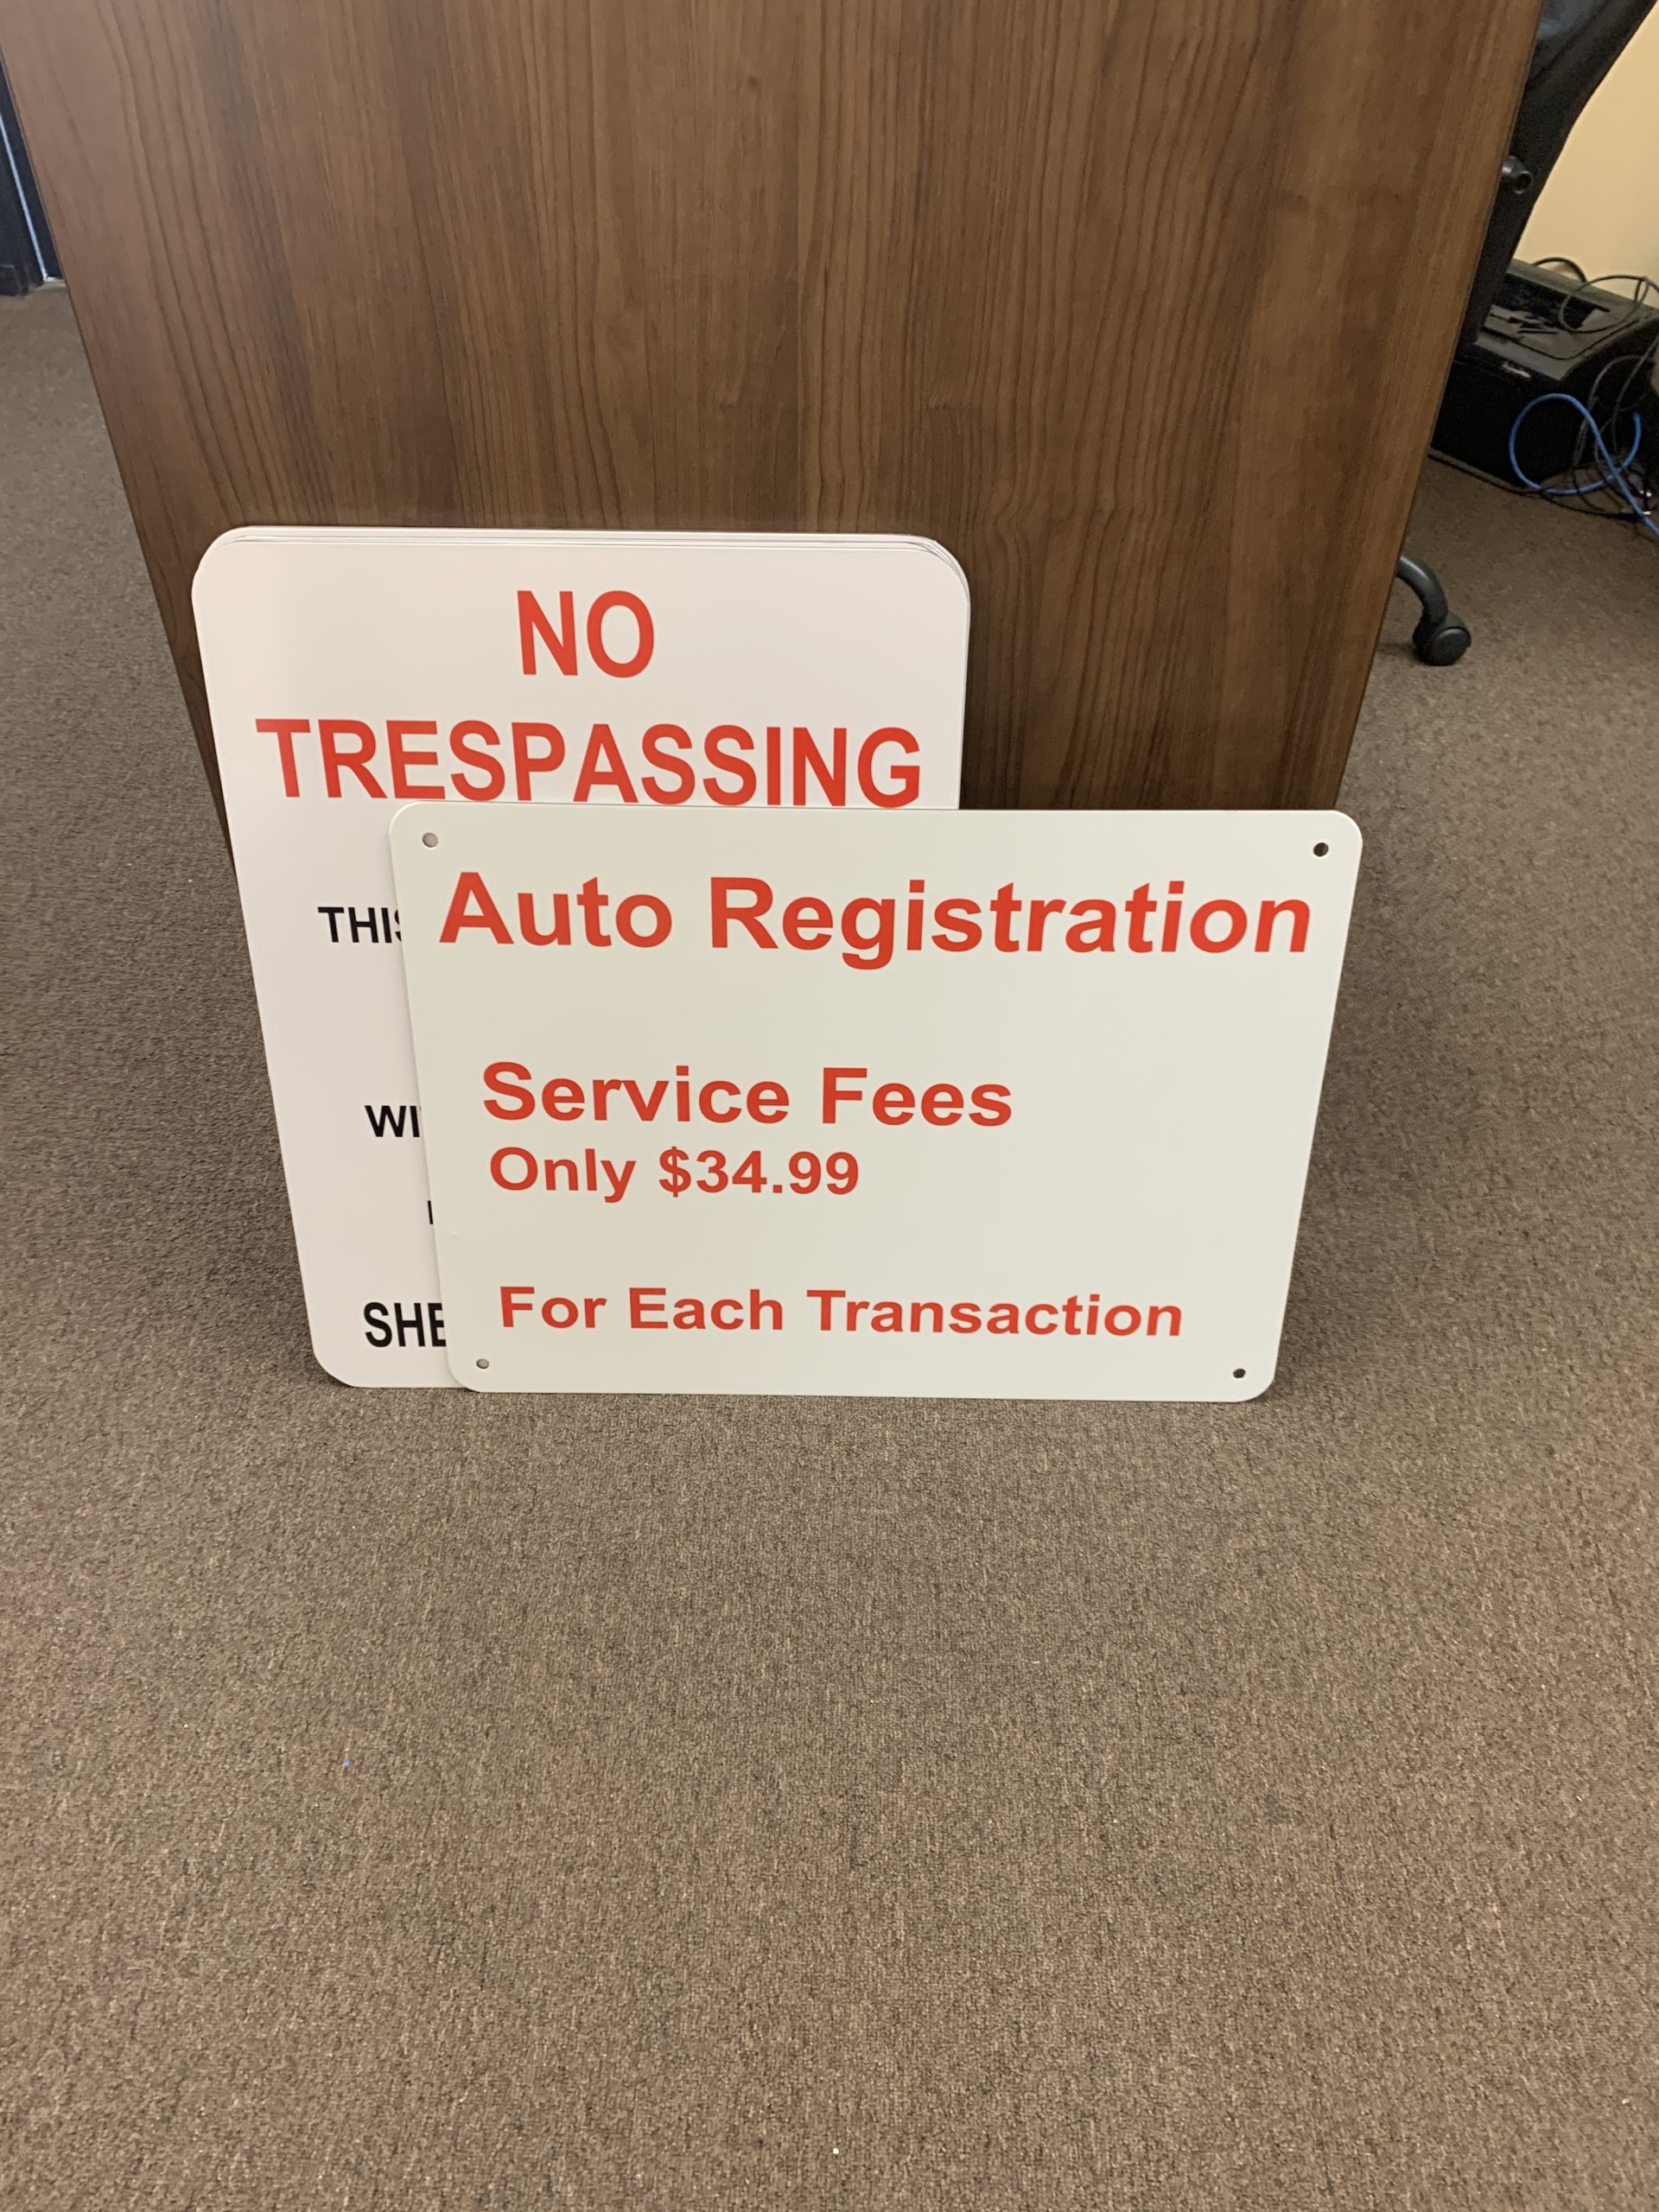 NO
TRESPASSING
Auto Registration
Service Fees
Only $34.99
For Each Transaction